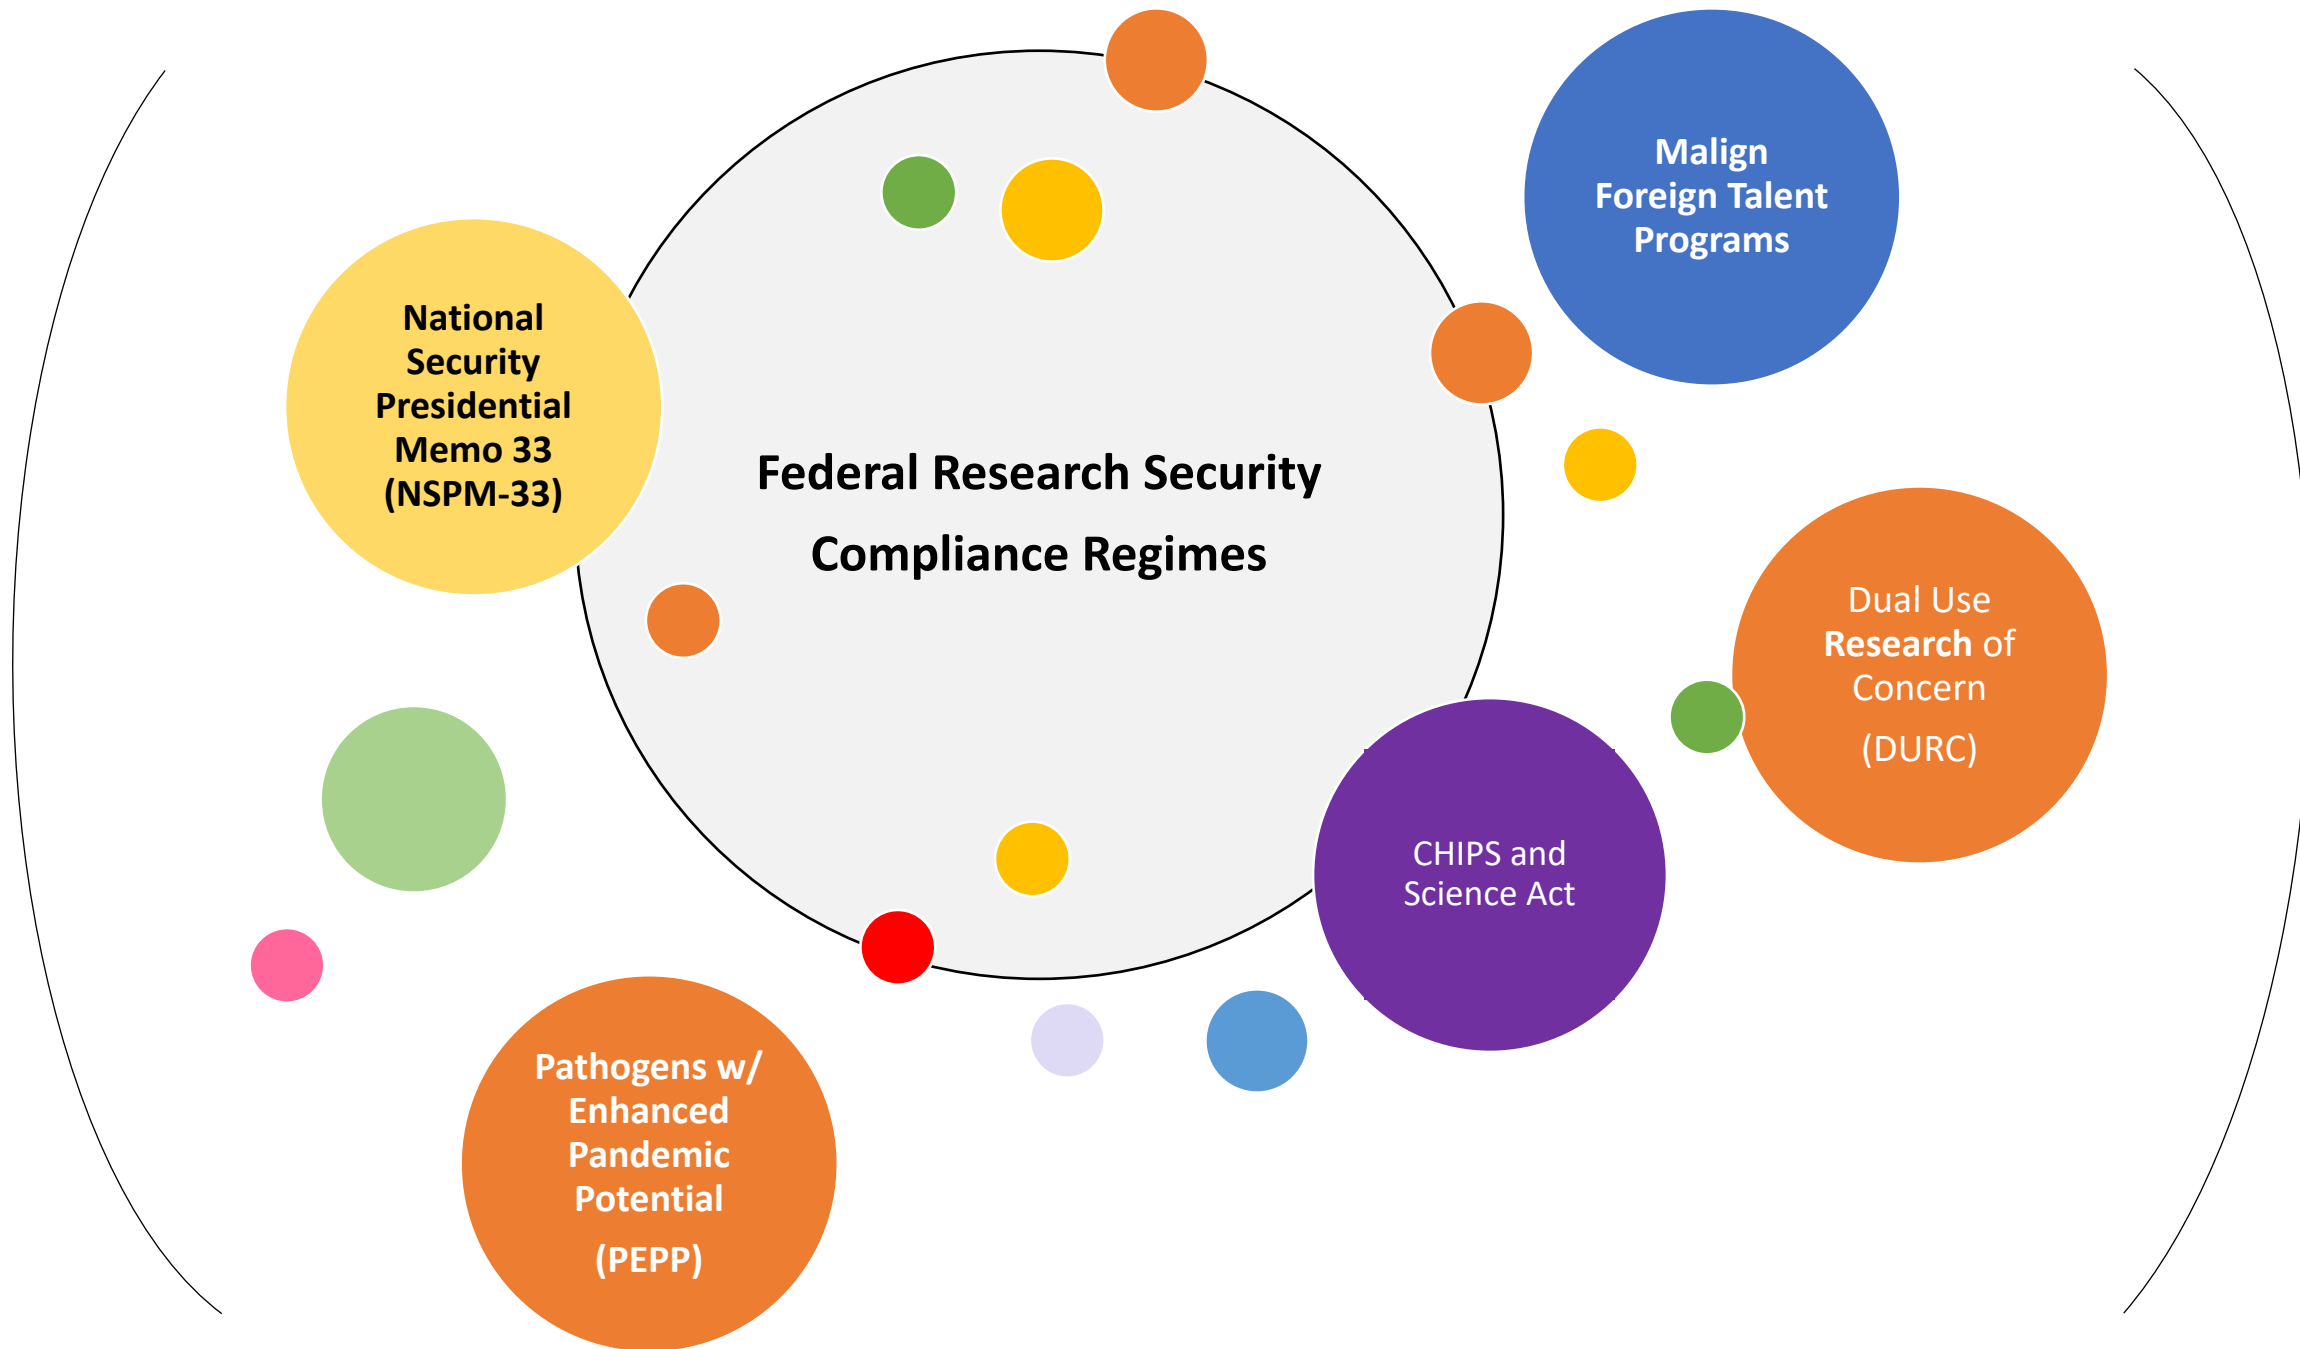 Malign
Foreign Talent
Programs
National
Security
Presidential
Memo 33
(NSPM-33)
Federal Research Security
Compliance Regimes
Dual Use
Research of
Concern
(DURC)
CHIPS and
Science Act
Pathogens w/
Enhanced
Pandemic
Potential
(PEPP)